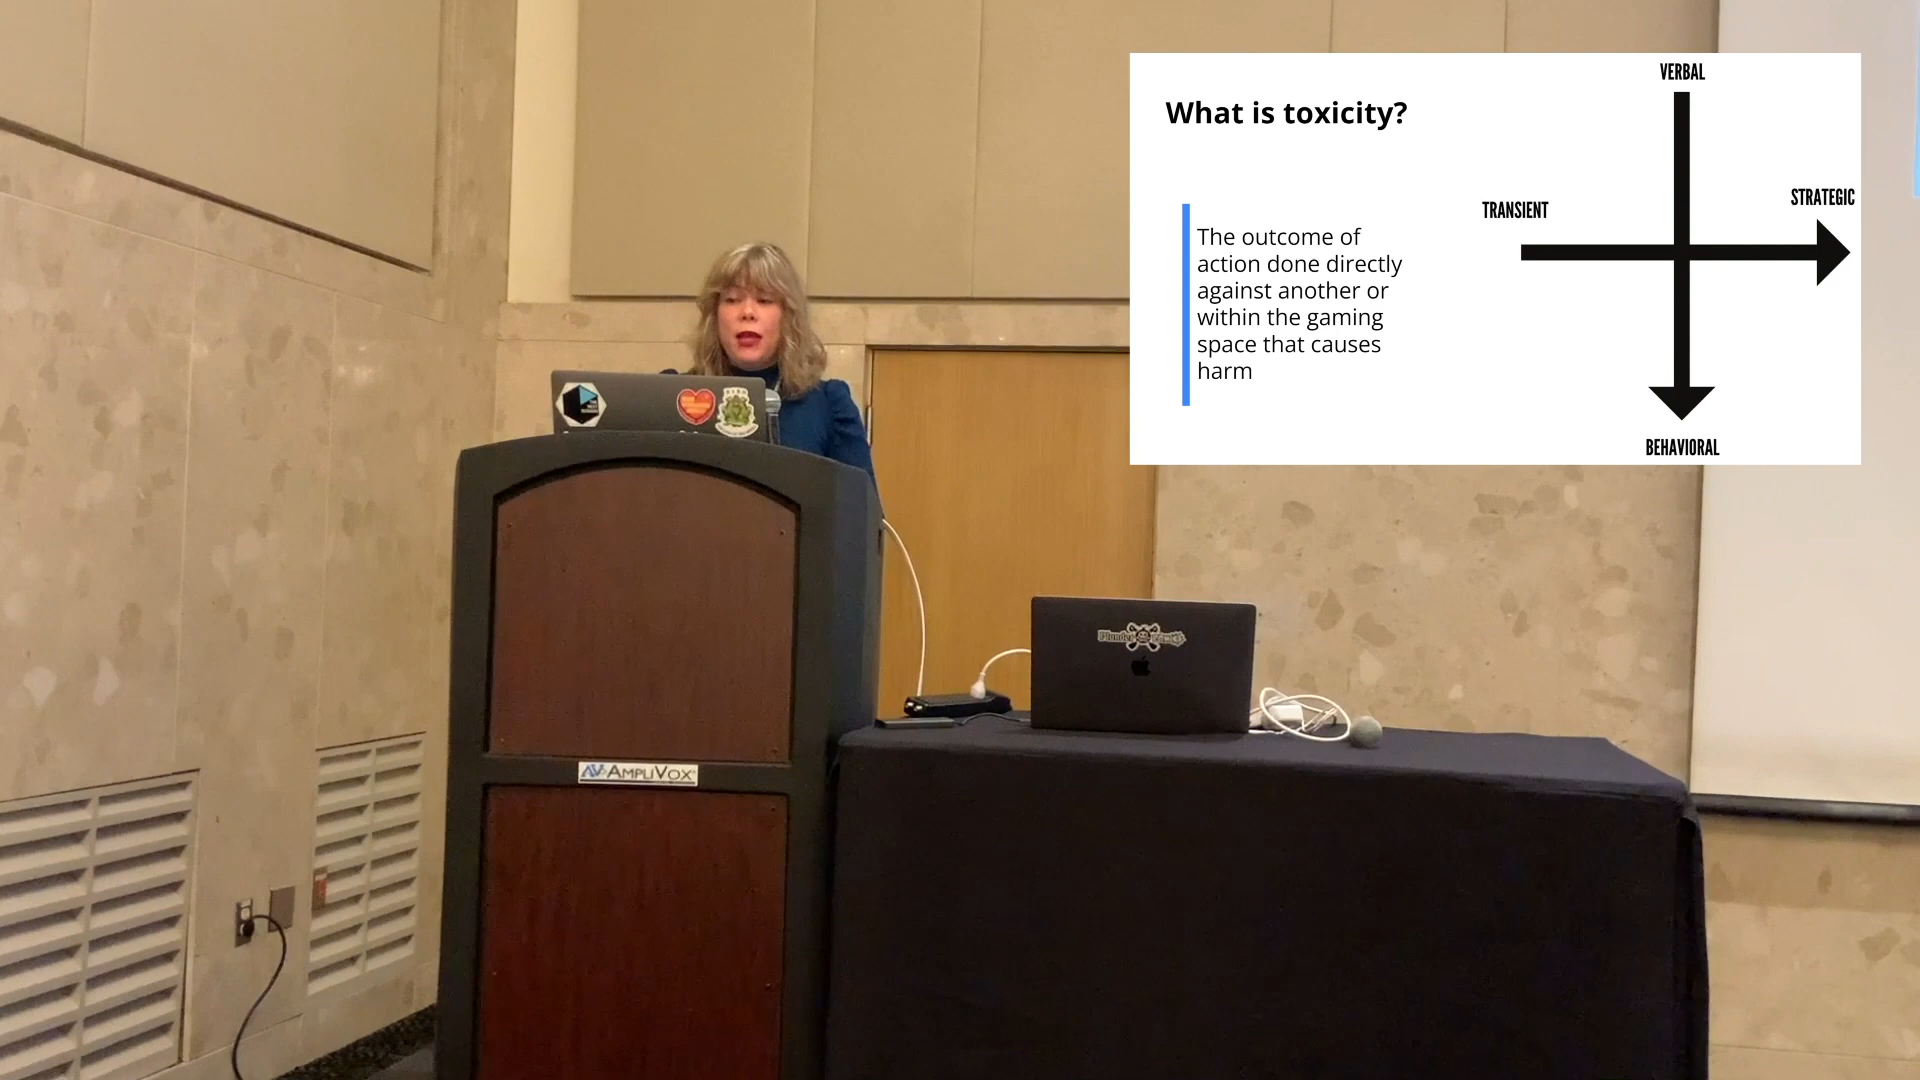 VERBAL
What is toxicity?
STRATEGIC
TRANSIENT
The outcome of
action done directly
against another or
within the gaming
space that causes
harm
BEHAVIORAL
Plunder
AMPLIVOX